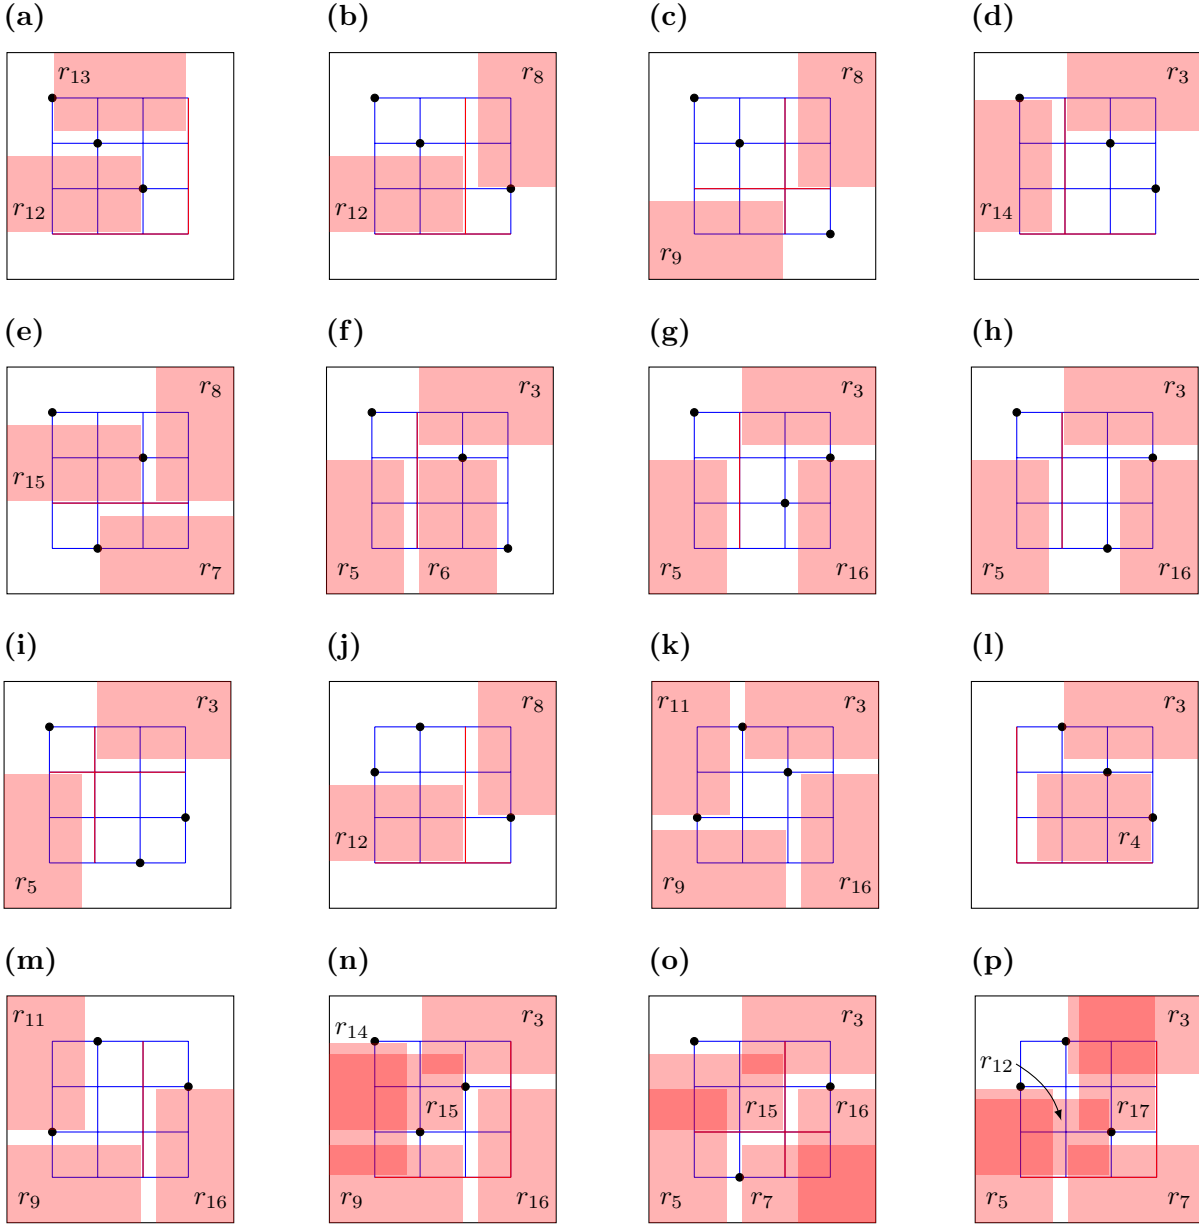 (a) (b) (c) (d)
r13 r8 r8 r3
r12 r12 r9 r14
(e) (f) (g) (h)
r8 r3 r3 r3
r15
r7 r5 r6 r5 r16 r5 r16
(i) (j) (k) (l)
r3 r8 r11 r3 r3
r12 r4
r5 r9 r16
(m) (n) (o) (p)
r11 r14 r3 r3 r3
r12
r15 r15 r16 r17
r9 r16 r9 r16 r5 r7 r5 r7